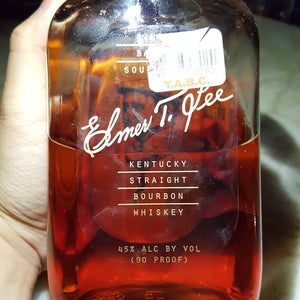 SOU
T.A.B.C.
Elmer T. Lee
KENTUCKY
STRAIGHT
BOURBON
WHISKEY
45% ALC BY VOL
(90 PROOF)